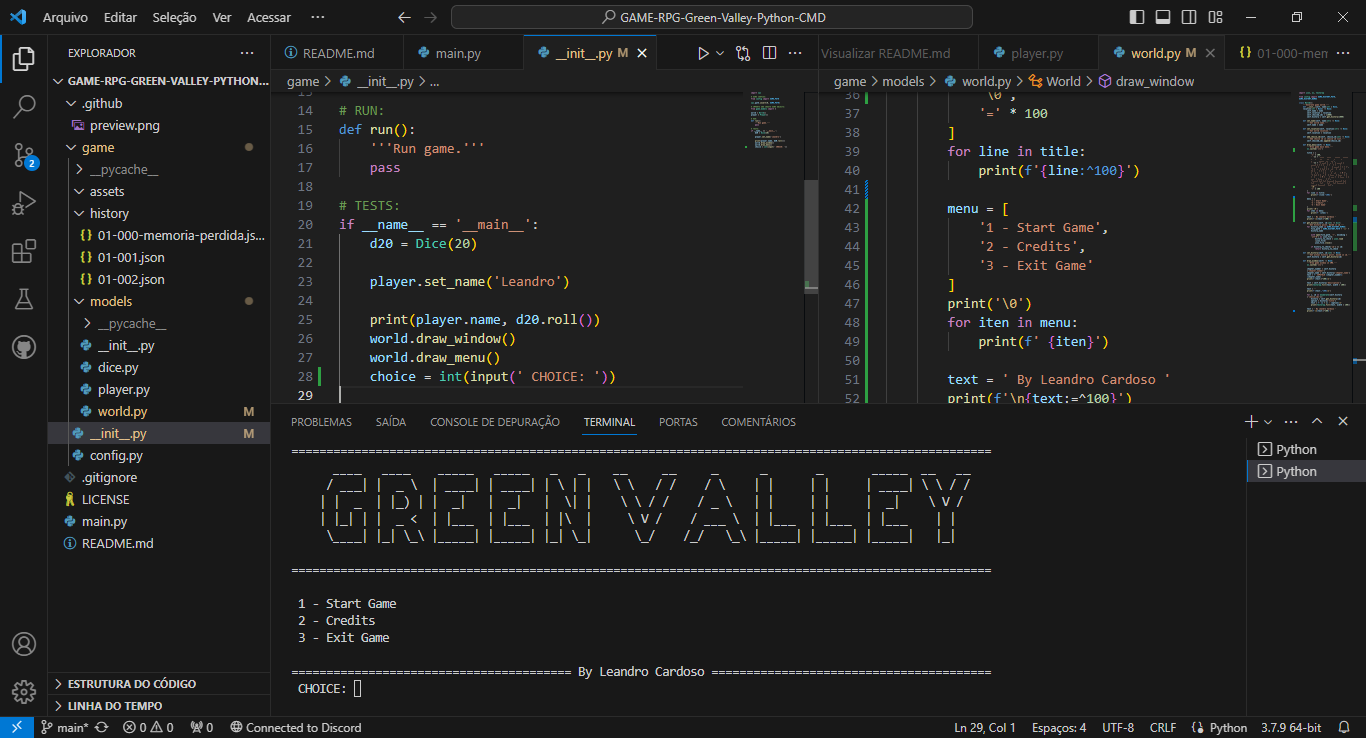 Arquivo Editar Seleção Ver Acessar ···
GAME-RPG-Green-Valley-Python-CMD
EXPLORADOR
GAME-RPG-GREEN-VALLEY-PYTHON...
.github
preview.png
game
__pycache__
assets
history
01-000-memoria-perdida.js...
01-001.json
01-002.json
models
__pycache__
__init__.py
dice.py
player.py
world.py M
__init__.py M
config.py
.gitignore
LICENSE
main.py
README.md
ESTRUTURA DO CÓDIGO
LINHA DO TEMPO
README.md main.py __init__.py M
game > __init__.py > ...
14 # RUN:
15 def run():
16 '''Run game.'''
17 pass
18
19 # TESTS:
20 if __name__ == '__main__':
21 d20 = Dice(20)
22
23 player.set_name('Leandro')
24
25 print(player.name, d20.roll())
26 world.draw_window()
27 world.draw_menu()
28 choice = int(input(' CHOICE: '))
29
Visualizar README.md player.py world.py M 01-000-mem
game > models > world.py > World > draw_window
36 '\0',
37 '=' * 100
38 ]
39 for line in title:
40 print(f'{line:^100}')
41
42 menu = [
43 '1 - Start Game',
44 '2 - Credits',
45 '3 - Exit Game'
46 ]
47 print('\0')
48 for iten in menu:
49 print(f' {iten}')
50
51 text = ' By Leandro Cardoso '
52 print(f'\n{text:=^100}')
PROBLEMAS SAÍDA CONSOLE DE DEPURAÇÃO TERMINAL PORTAS COMENTÁRIOS
Python
Python
====================================================================================================
GREEN VALLEY
====================================================================================================
1 - Start Game
2 - Credits
3 - Exit Game
======================================== By Leandro Cardoso ========================================
CHOICE:
2
main* 0 0 0 Connected to Discord
Ln 29, Col 1 Espaços: 4 UTF-8 CRLF Python 3.7.9 64-bit